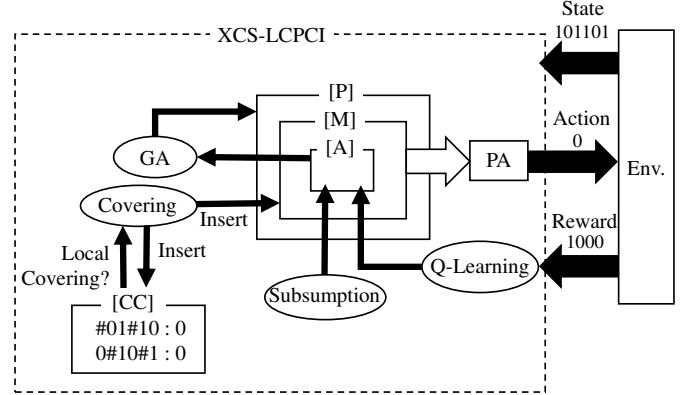 XCS-LCPCI
State
101101
[P]
[M]
[A]
GA
PA
Action
0
Env.
Covering
Insert
Local
Covering?
Insert
Reward
1000
Q-Learning
Subsumption
[CC]
#01#10 : 0
0#10#1 : 0